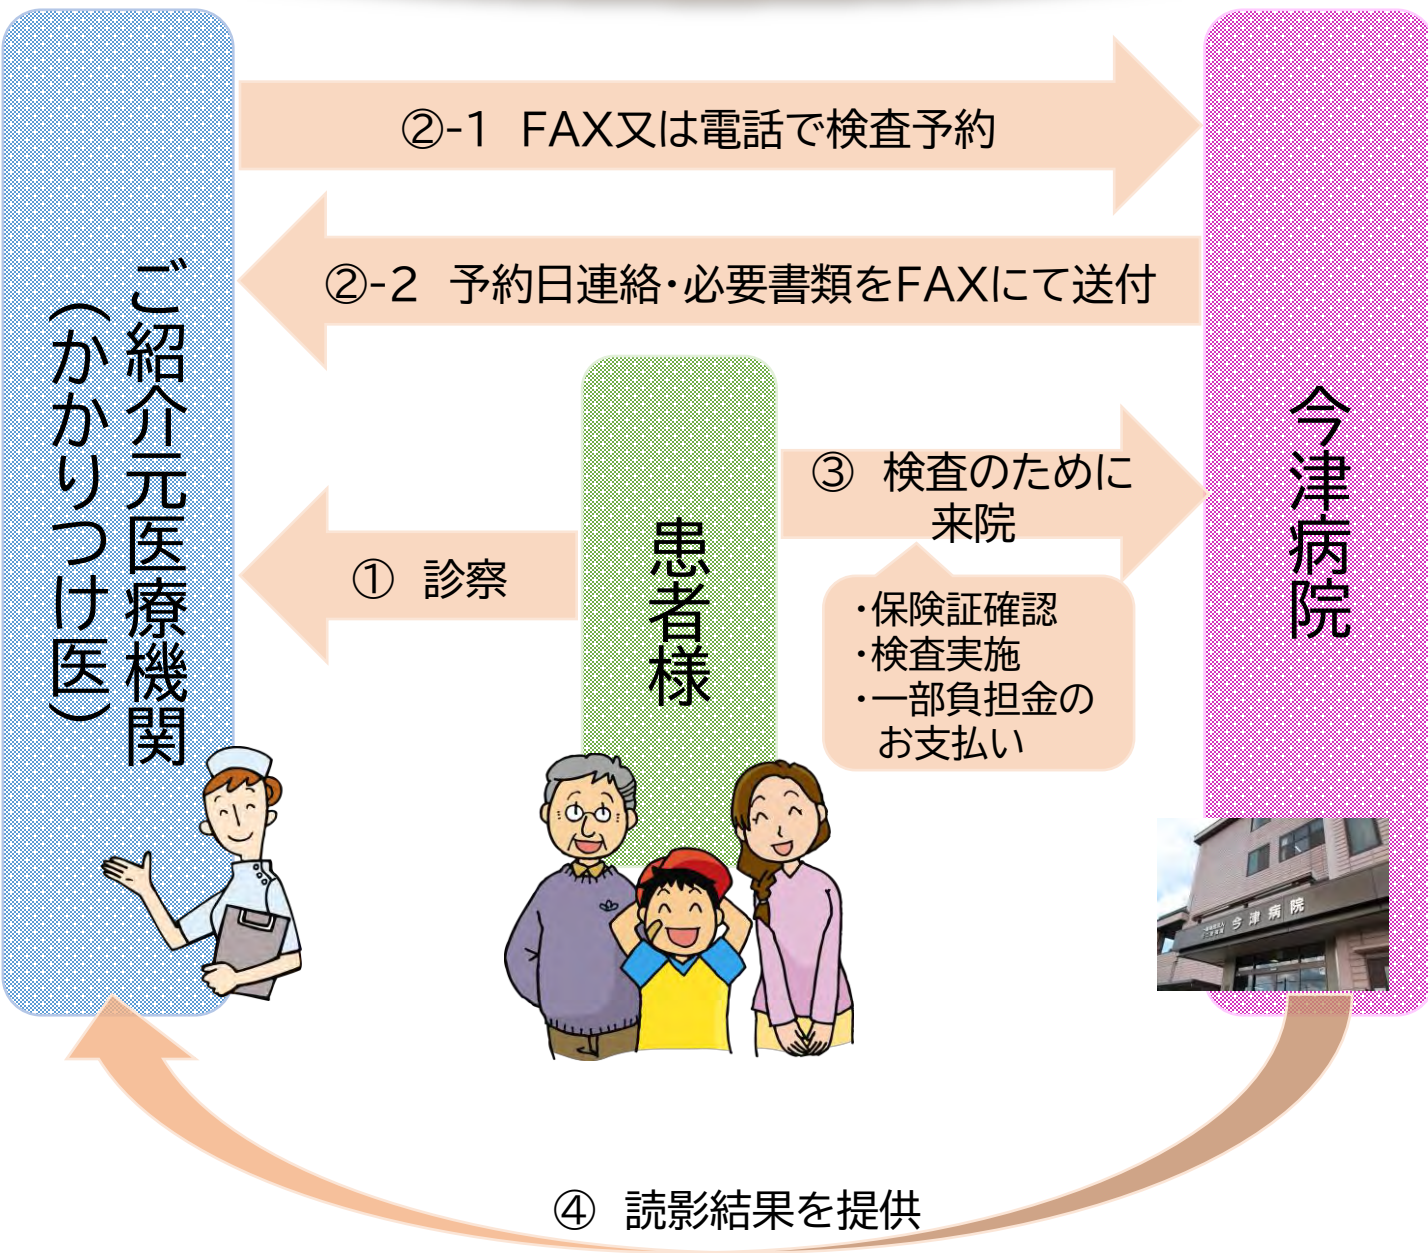 ②-1 FAX又は電話で検査予約
②-2 予約日連絡・必要書類をFAXにて送付
ご紹介元医療機関
(かかりつけ医)
患者様
今津病院
① 診察
③ 検査のために
来院
・保険証確認
・検査実施
・一部負担金の
お支払い
今津病院
④ 読影結果を提供